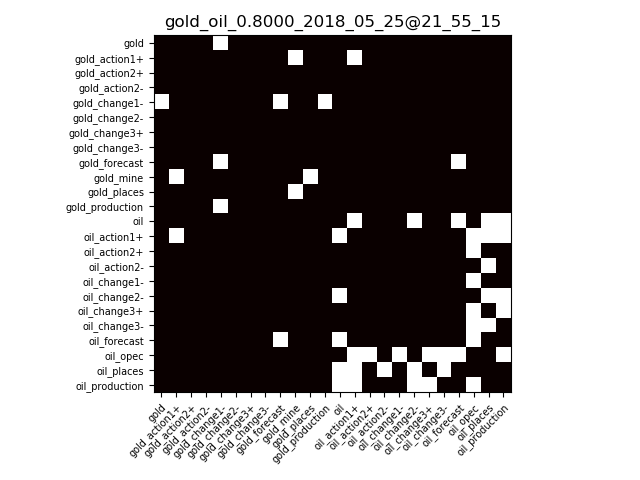 gold_oil_0.8000_2018_05_25@21_55_15
gold
gold_action1+
gold_action2+
gold_action2-
gold_change1-
gold_change2-
gold_change3+
gold_change3-
gold_forecast
gold_mine
gold_places
gold_production
oil
oil_action1+
oil_action2+
oil_action2-
oil_change1-
oil_change2-
oil_change3+
oil_change3-
oil_forecast
oil_opec
oil_places
oil_production
gold
gold_action1+
gold_action2+
gold_action2-
gold_change1-
gold_change2-
gold_change3+
gold_change3-
gold_forecast
gold_mine
gold_places
gold_production
oil
oil_action1+
oil_action2+
oil_action2-
oil_change1-
oil_change2-
oil_change3+
oil_change3-
oil_forecast
oil_opec
oil_places
oil_production